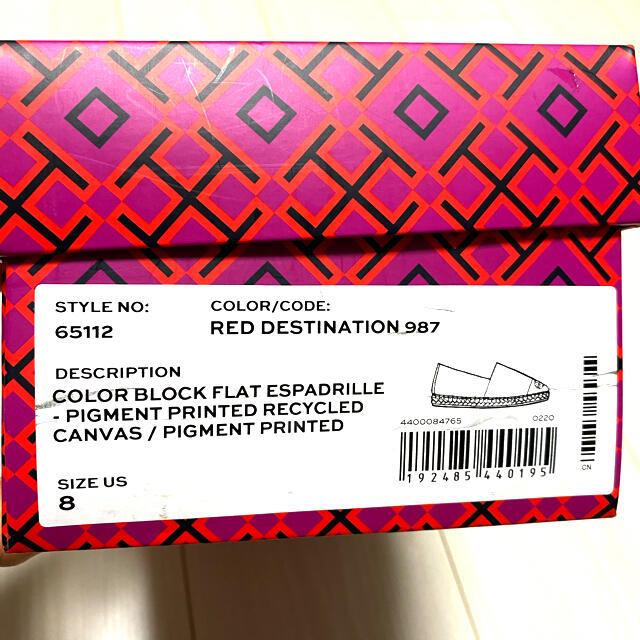 STYLE NO: COLOR/CODE:
65112 RED DESTINATION 987
DESCRIPTION
COLOR BLOCK FLAT ESPADRILLE
- PIGMENT PRINTED RECYCLED
CANVAS / PIGMENT PRINTED
4400084765 0220
192485 440195
CN
SIZE US
8